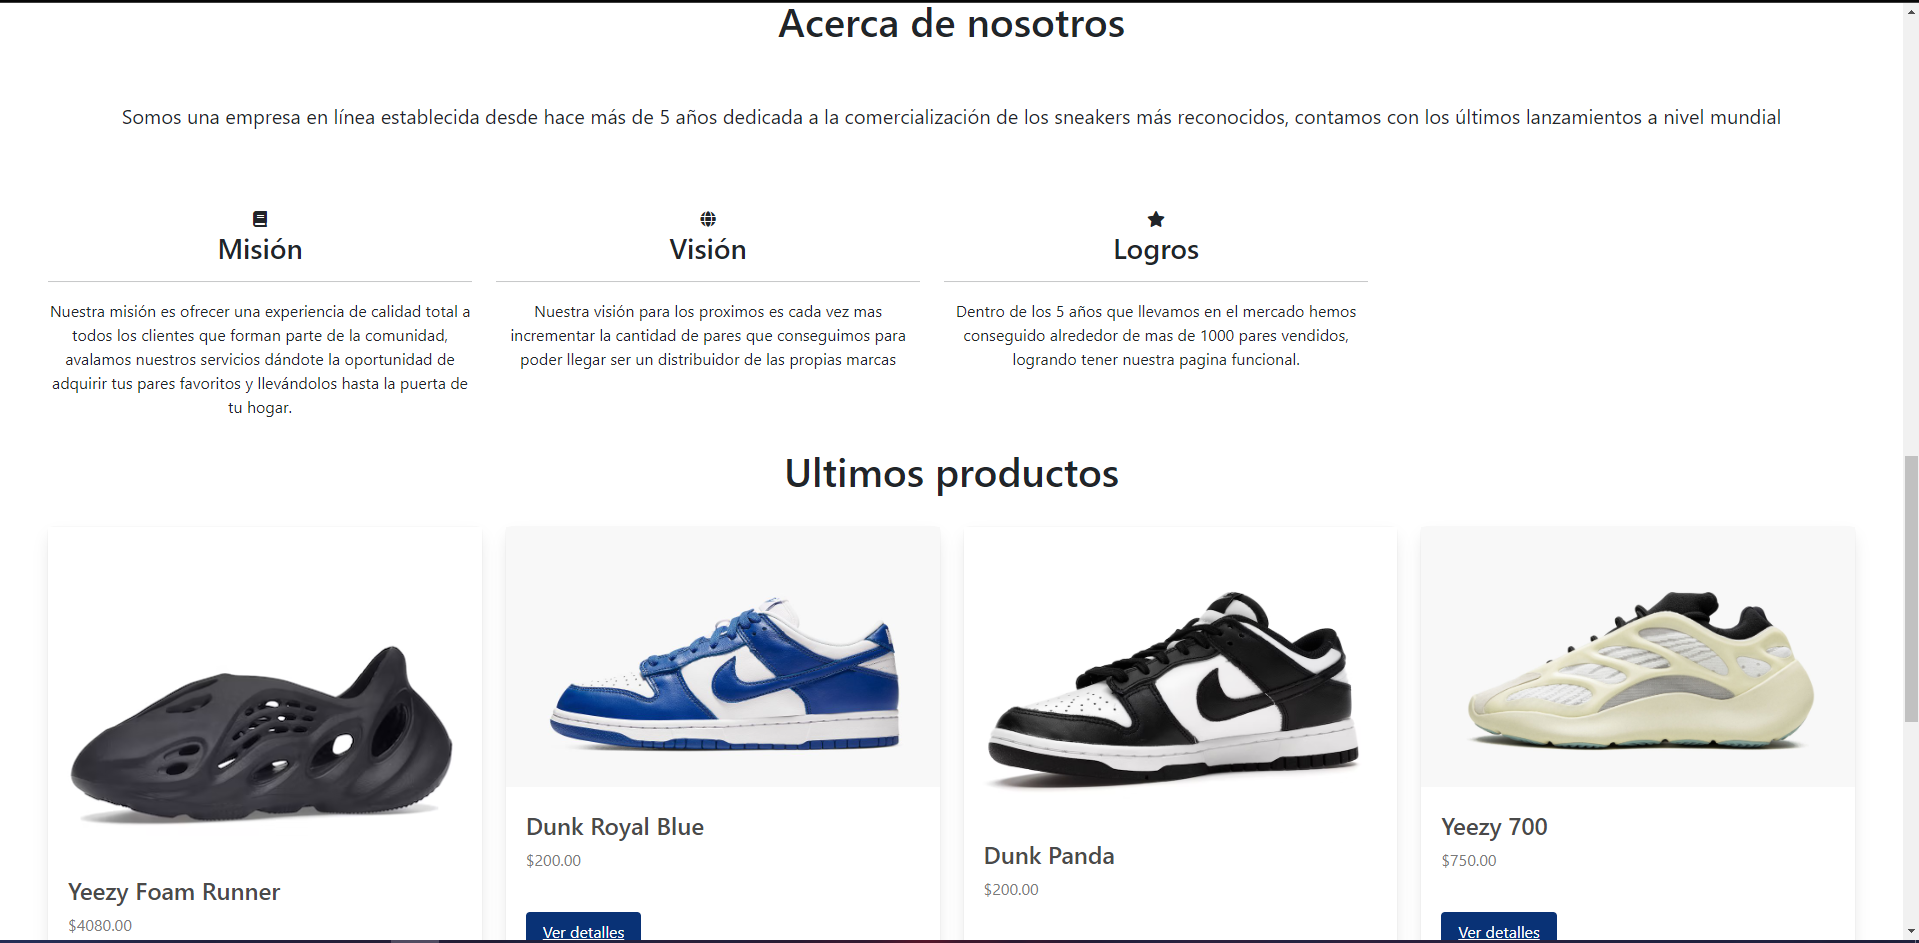 Acerca de nosotros
Somos una empresa en línea establecida desde hace más de 5 años dedicada a la comercialización de los sneakers más reconocidos, contamos con los últimos lanzamientos a nivel mundial
Misión
Nuestra misión es ofrecer una experiencia de calidad total a
todos los clientes que forman parte de la comunidad,
avalamos nuestros servicios dándote la oportunidad de
adquirir tus pares favoritos y llevándolos hasta la puerta de
tu hogar.
Visión
Nuestra visión para los proximos es cada vez mas
incrementar la cantidad de pares que conseguimos para
poder llegar ser un distribuidor de las propias marcas
Logros
Dentro de los 5 años que llevamos en el mercado hemos
conseguido alrededor de mas de 1000 pares vendidos,
logrando tener nuestra pagina funcional.
Ultimos productos
Yeezy Foam Runner
$4080.00
Dunk Royal Blue
$200.00
Ver detalles
Dunk Panda
$200.00
Yeezy 700
$750.00
Ver detalles